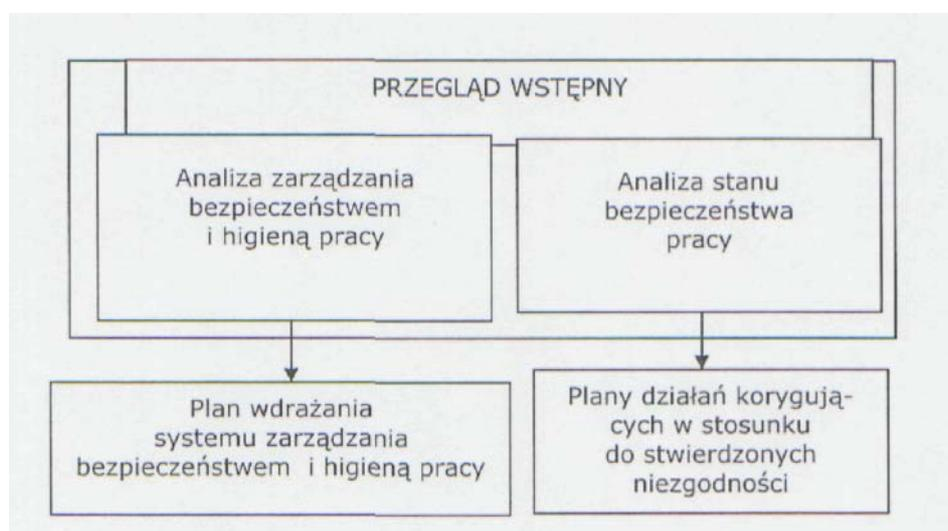 PRZEGLĄD WSTĘPNY
Analiza zarządzania
bezpieczeństwem
i higieną pracy
Analiza stanu
bezpieczeństwa
pracy
Plan wdrażania
systemu zarządzania
bezpieczeństwem i higieną pracy
Plany działań korygują-
cych w stosunku
do stwierdzonych
niezgodności